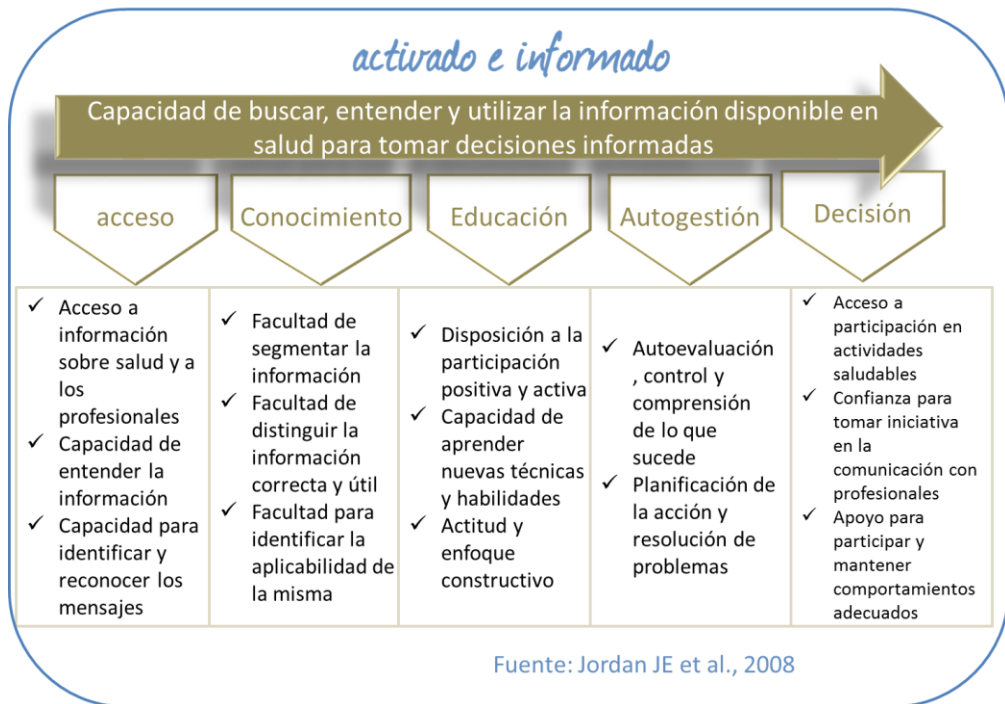 activado e informado
Capacidad de buscar, entender y utilizar la información disponible en
salud para tomar decisiones informadas
acceso
Conocimiento
Educación
Autogestión
Decisión
✓ Acceso a
información
sobre salud y a
los
profesionales
✓ Capacidad de
entender la
información
✓ Capacidad para
identificar y
reconocer los
mensajes
✓ Facultad de
segmentar la
información
✓ Facultad de
distinguir la
información
correcta y útil
✓ Facultad para
identificar la
aplicabilidad de
la misma
✓ Disposición a la
participación
positiva y activa
✓ Capacidad de
aprender
nuevas técnicas
y habilidades
✓ Actitud y
enfoque
constructivo
✓ Autoevaluación
, control y
comprensión
de lo que
sucede
✓ Planificación de
la acción y
resolución de
problemas
✓ Acceso a
participación en
actividades
saludables
✓ Confianza para
tomar iniciativa
en la
comunicación con
profesionales
✓ Apoyo para
participar y
mantener
comportamientos
adecuados
Fuente: Jordan JE et al., 2008